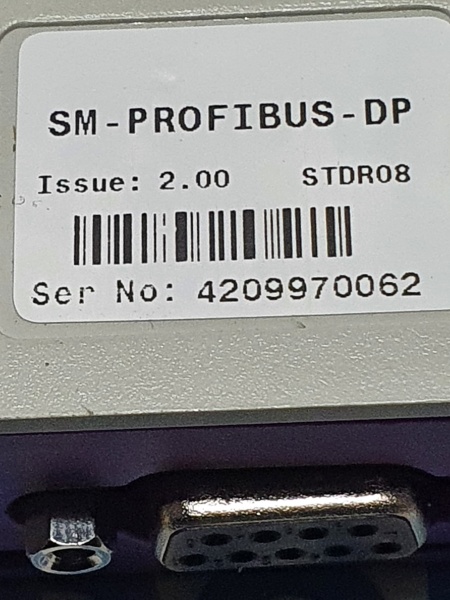 SM-PROFIBUS-DP
Issue: 2.00 STDR08
Ser No: 4209970062